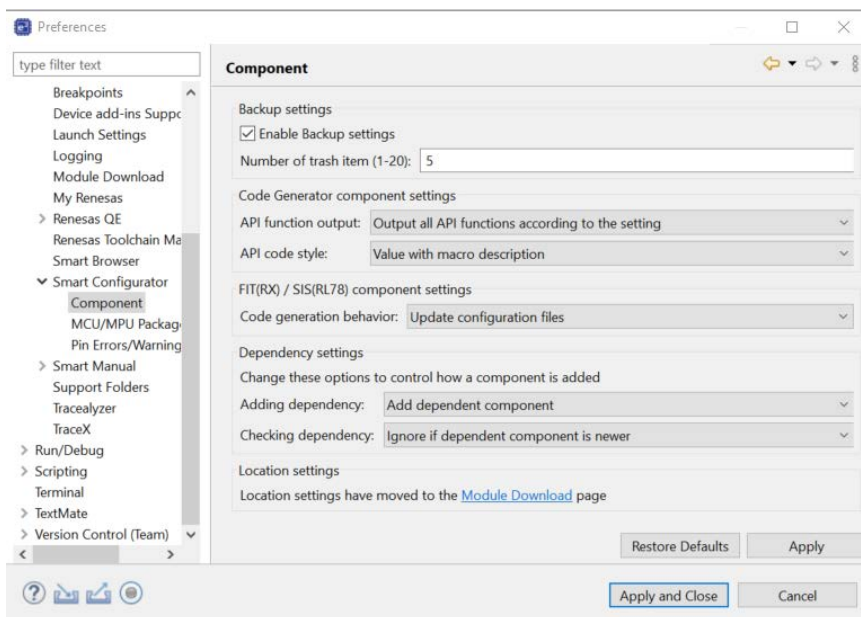 Preferences
type filter text
Breakpoints
Device add-ins Suppo
Launch Settings
Logging
Module Download
My Renesas
Renesas QE
Renesas Toolchain Ma
Smart Browser
Smart Configurator
Component
MCU/MPU Packag
Pin Errors/Warning
Smart Manual
Support Folders
Tracealyzer
TraceX
Run/Debug
Scripting
Terminal
TextMate
Version Control (Team)
Component
Backup settings
Enable Backup settings
Number of trash item (1-20): 5
Code Generator component settings
API function output: Output all API functions according to the setting
API code style: Value with macro description
FIT(RX) / SIS(RL78) component settings
Code generation behavior: Update configuration files
Dependency settings
Change these options to control how a component is added
Adding dependency: Add dependent component
Checking dependency: Ignore if dependent component is newer
Location settings
Location settings have moved to the Module Download page
Restore Defaults Apply
Apply and Close Cancel